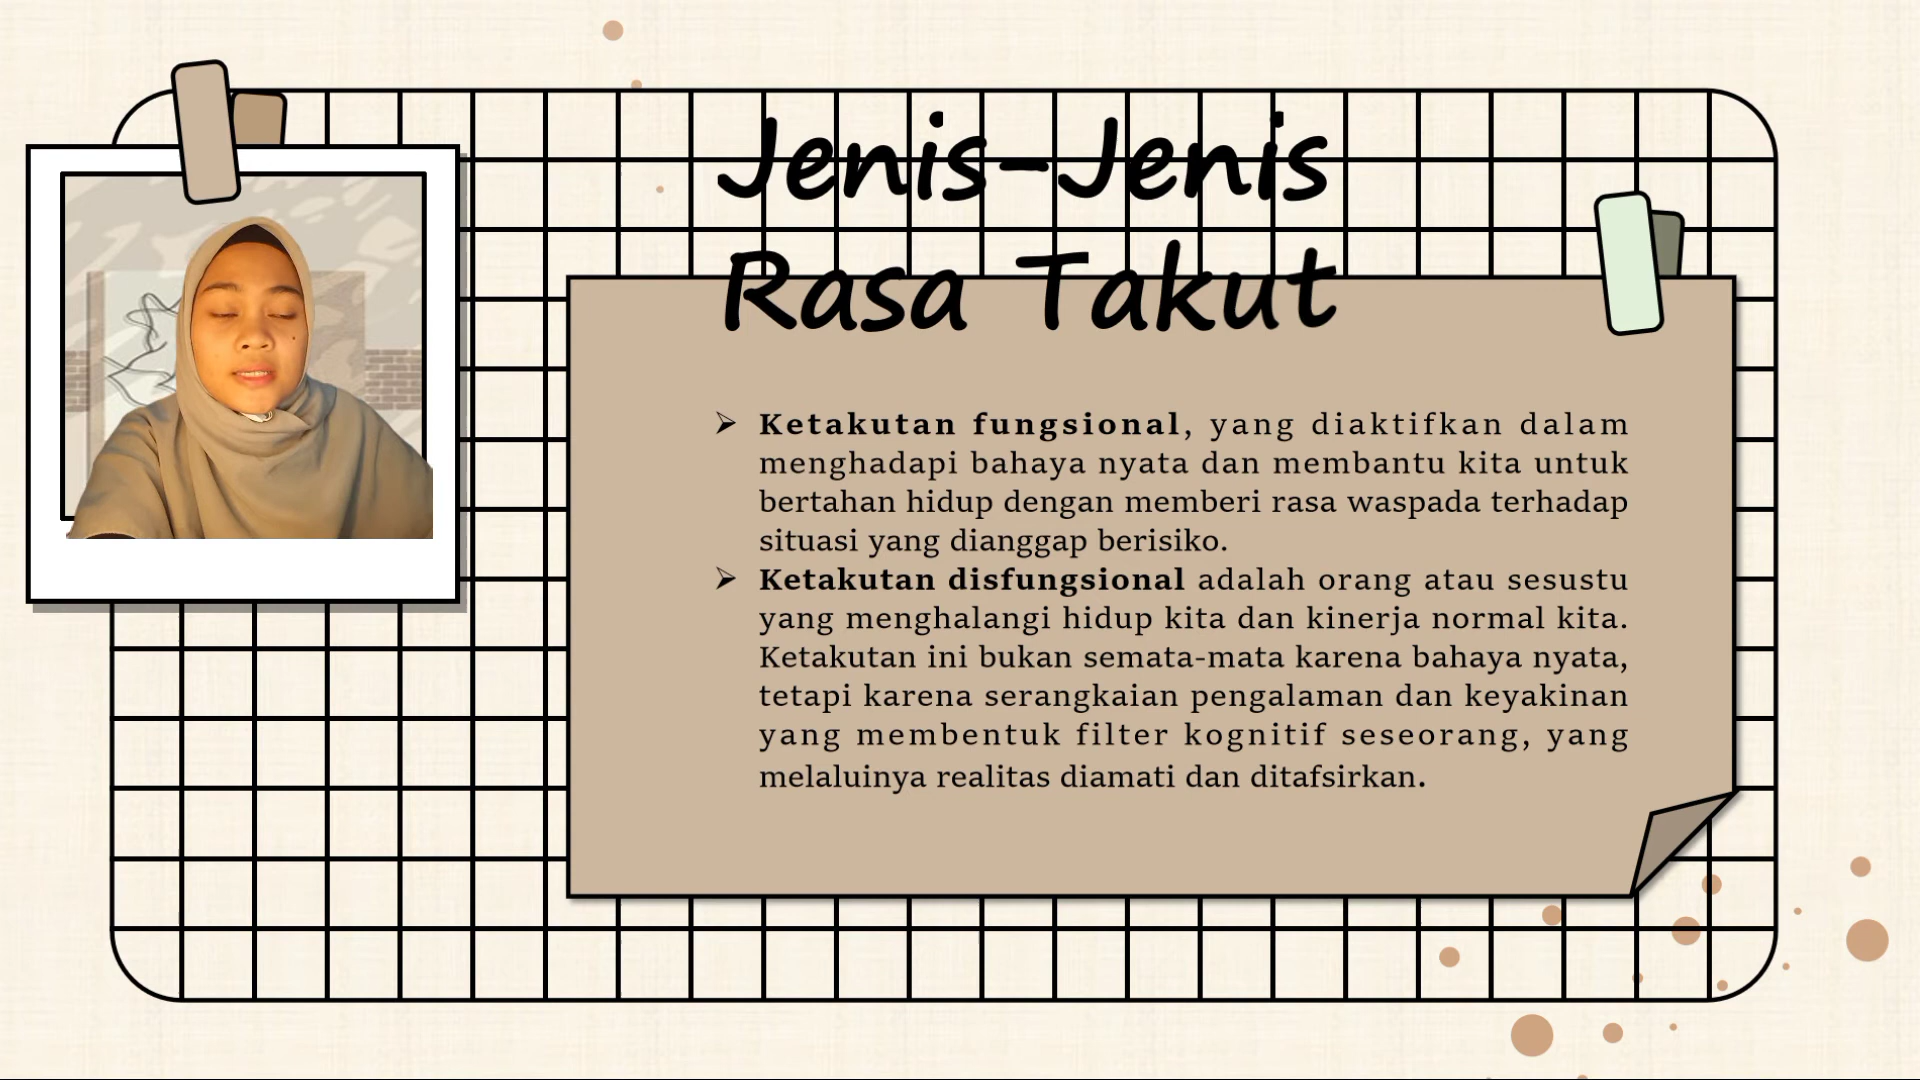 Jenis-Jenis
Rasa Takut
➢ Ketakutan fungsional, yang diaktifkan dalam
menghadapi bahaya nyata dan membantu kita untuk
bertahan hidup dengan memberi rasa waspada terhadap
situasi yang dianggap berisiko.
➢ Ketakutan disfungsional adalah orang atau sesustu
yang menghalangi hidup kita dan kinerja normal kita.
Ketakutan ini bukan semata-mata karena bahaya nyata,
tetapi karena serangkaian pengalaman dan keyakinan
yang membentuk filter kognitif seseorang, yang
melaluinya realitas diamati dan ditafsirkan.